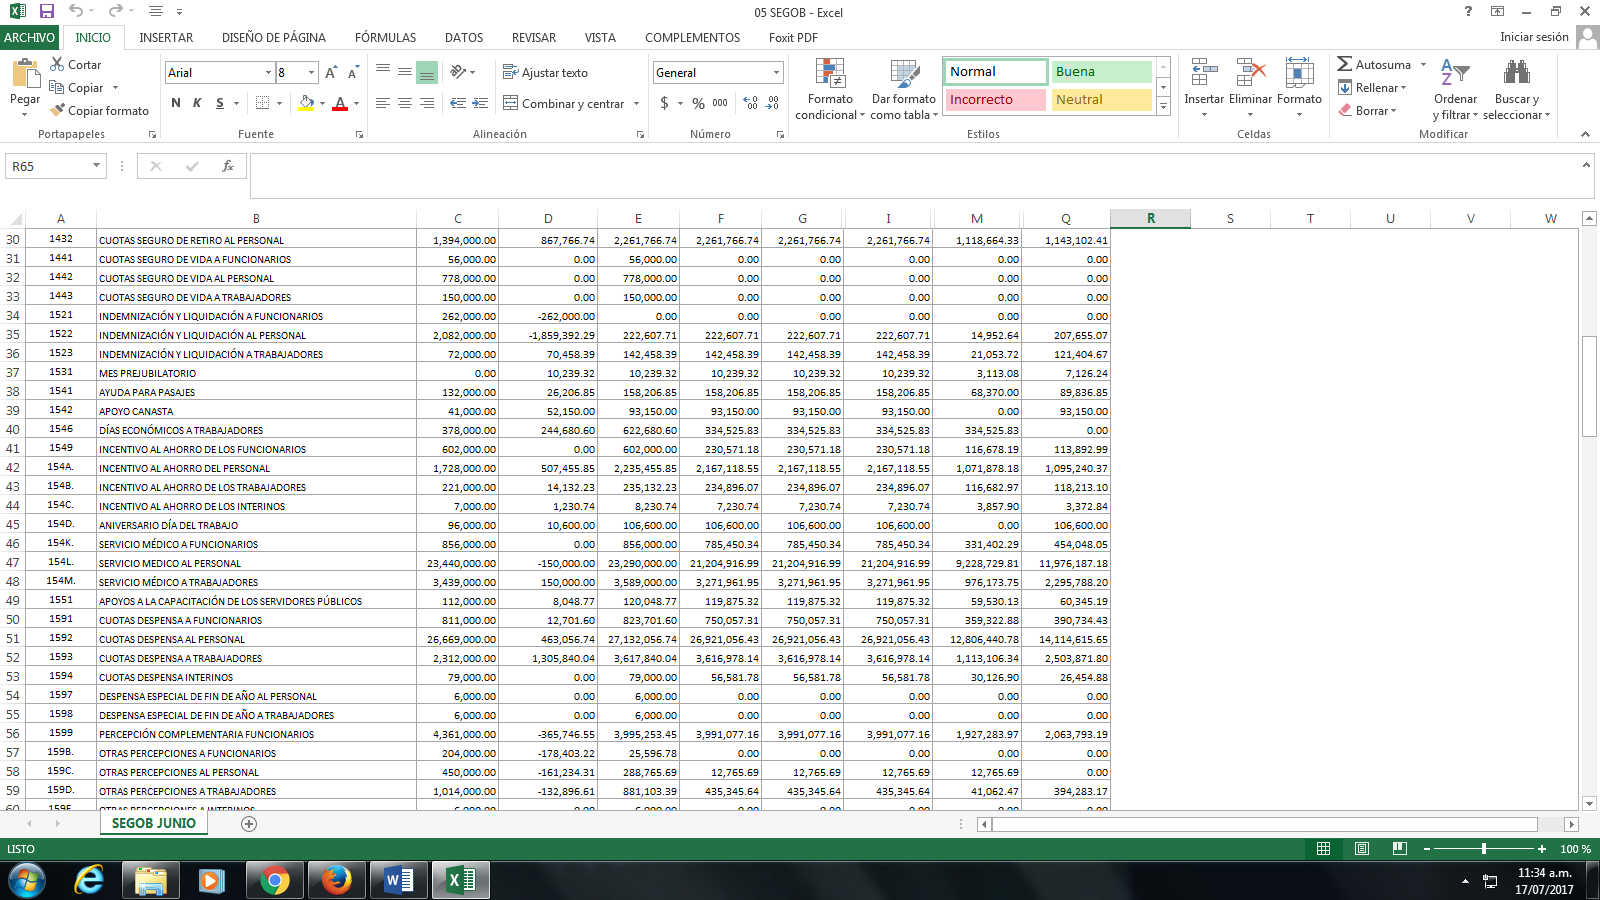 05 SEGOB - Excel
?
ARCHIVO INICIO INSERTAR DISEÑO DE PÁGINA FÓRMULAS DATOS REVISAR VISTA COMPLEMENTOS Foxit PDF Iniciar sesión
Pegar
Cortar
Copiar
Copiar formato
Portapapeles
Arial 8
N K S
Fuente
Ajustar texto
Combinar y centrar
Alineación
General
$ % 000
Número
Formato condicional
Dar formato como tabla
Normal Buena
Incorrecto Neutral
Estilos
Insertar Eliminar Formato
Celdas
Autosuma
Rellenar
Borrar
Ordenar y filtrar
Buscar y seleccionar
Modificar
R65 fx
A B C D E F G I M Q R S T U V W
30 1432 CUOTAS SEGURO DE RETIRO AL PERSONAL 1,394,000.00 867,766.74 2,261,766.74 2,261,766.74 2,261,766.74 2,261,766.74 1,118,664.33 1,143,102.41
31 1441 CUOTAS SEGURO DE VIDA A FUNCIONARIOS 56,000.00 0.00 56,000.00 0.00 0.00 0.00 0.00 0.00
32 1442 CUOTAS SEGURO DE VIDA AL PERSONAL 778,000.00 0.00 778,000.00 0.00 0.00 0.00 0.00 0.00
33 1443 CUOTAS SEGURO DE VIDA A TRABAJADORES 150,000.00 0.00 150,000.00 0.00 0.00 0.00 0.00 0.00
34 1521 INDEMNIZACIÓN Y LIQUIDACIÓN A FUNCIONARIOS 262,000.00 -262,000.00 0.00 0.00 0.00 0.00 0.00 0.00
35 1522 INDEMNIZACIÓN Y LIQUIDACIÓN AL PERSONAL 2,082,000.00 -1,859,392.29 222,607.71 222,607.71 222,607.71 222,607.71 14,952.64 207,655.07
36 1523 INDEMNIZACIÓN Y LIQUIDACIÓN A TRABAJADORES 72,000.00 70,458.39 142,458.39 142,458.39 142,458.39 142,458.39 21,053.72 121,404.67
37 1531 MES PREJUBILATORIO 0.00 10,239.32 10,239.32 10,239.32 10,239.32 10,239.32 3,113.08 7,126.24
38 1541 AYUDA PARA PASAJES 132,000.00 26,206.85 158,206.85 158,206.85 158,206.85 158,206.85 68,370.00 89,836.85
39 1542 APOYO CANASTA 41,000.00 52,150.00 93,150.00 93,150.00 93,150.00 93,150.00 0.00 93,150.00
40 1546 DÍAS ECONÓMICOS A TRABAJADORES 378,000.00 244,680.60 622,680.60 334,525.83 334,525.83 334,525.83 334,525.83 0.00
41 1549 INCENTIVO AL AHORRO DE LOS FUNCIONARIOS 602,000.00 0.00 602,000.00 230,571.18 230,571.18 230,571.18 116,678.19 113,892.99
42 154A. INCENTIVO AL AHORRO DEL PERSONAL 1,728,000.00 507,455.85 2,235,455.85 2,167,118.55 2,167,118.55 2,167,118.55 1,071,878.18 1,095,240.37
43 154B. INCENTIVO AL AHORRO DE LOS TRABAJADORES 221,000.00 14,132.23 235,132.23 234,896.07 234,896.07 234,896.07 116,682.97 118,213.10
44 154C. INCENTIVO AL AHORRO DE LOS INTERINOS 7,000.00 1,230.74 8,230.74 7,230.74 7,230.74 7,230.74 3,857.90 3,372.84
45 154D. ANIVERSARIO DÍA DEL TRABAJO 96,000.00 10,600.00 106,600.00 106,600.00 106,600.00 106,600.00 0.00 106,600.00
46 154K. SERVICIO MÉDICO A FUNCIONARIOS 856,000.00 0.00 856,000.00 785,450.34 785,450.34 785,450.34 331,402.29 454,048.05
47 154L. SERVICIO MEDICO AL PERSONAL 23,440,000.00 -150,000.00 23,290,000.00 21,204,916.99 21,204,916.99 21,204,916.99 9,228,729.81 11,976,187.18
48 154M. SERVICIO MÉDICO A TRABAJADORES 3,439,000.00 150,000.00 3,589,000.00 3,271,961.95 3,271,961.95 3,271,961.95 976,173.75 2,295,788.20
49 1551 APOYOS A LA CAPACITACIÓN DE LOS SERVIDORES PÚBLICOS 112,000.00 8,048.77 120,048.77 119,875.32 119,875.32 119,875.32 59,530.13 60,345.19
50 1591 CUOTAS DESPENSA A FUNCIONARIOS 811,000.00 12,701.60 823,701.60 750,057.31 750,057.31 750,057.31 359,322.88 390,734.43
51 1592 CUOTAS DESPENSA AL PERSONAL 26,669,000.00 463,056.74 27,132,056.74 26,921,056.43 26,921,056.43 26,921,056.43 12,806,440.78 14,114,615.65
52 1593 CUOTAS DESPENSA A TRABAJADORES 2,312,000.00 1,305,840.04 3,617,840.04 3,616,978.14 3,616,978.14 3,616,978.14 1,113,106.34 2,503,871.80
53 1594 CUOTAS DESPENSA INTERINOS 79,000.00 0.00 79,000.00 56,581.78 56,581.78 56,581.78 30,126.90 26,454.88
54 1597 DESPENSA ESPECIAL DE FIN DE AÑO AL PERSONAL 6,000.00 0.00 6,000.00 0.00 0.00 0.00 0.00 0.00
55 1598 DESPENSA ESPECIAL DE FIN DE AÑO A TRABAJADORES 6,000.00 0.00 6,000.00 0.00 0.00 0.00 0.00 0.00
56 1599 PERCEPCIÓN COMPLEMENTARIA FUNCIONARIOS 4,361,000.00 -365,746.55 3,995,253.45 3,991,077.16 3,991,077.16 3,991,077.16 1,927,283.97 2,063,793.19
57 159B. OTRAS PERCEPCIONES A FUNCIONARIOS 204,000.00 -178,403.22 25,596.78 0.00 0.00 0.00 0.00 0.00
58 159C. OTRAS PERCEPCIONES AL PERSONAL 450,000.00 -161,234.31 288,765.69 12,765.69 12,765.69 12,765.69 12,765.69 0.00
59 159D. OTRAS PERCEPCIONES A TRABAJADORES 1,014,000.00 -132,896.61 881,103.39 435,345.64 435,345.64 435,345.64 41,062.47 394,283.17
60 OTRAS PERCEPCIONES A INTERINOS
SEGOB JUNIO
LISTO 100 %
11:34 a.m.
17/07/2017